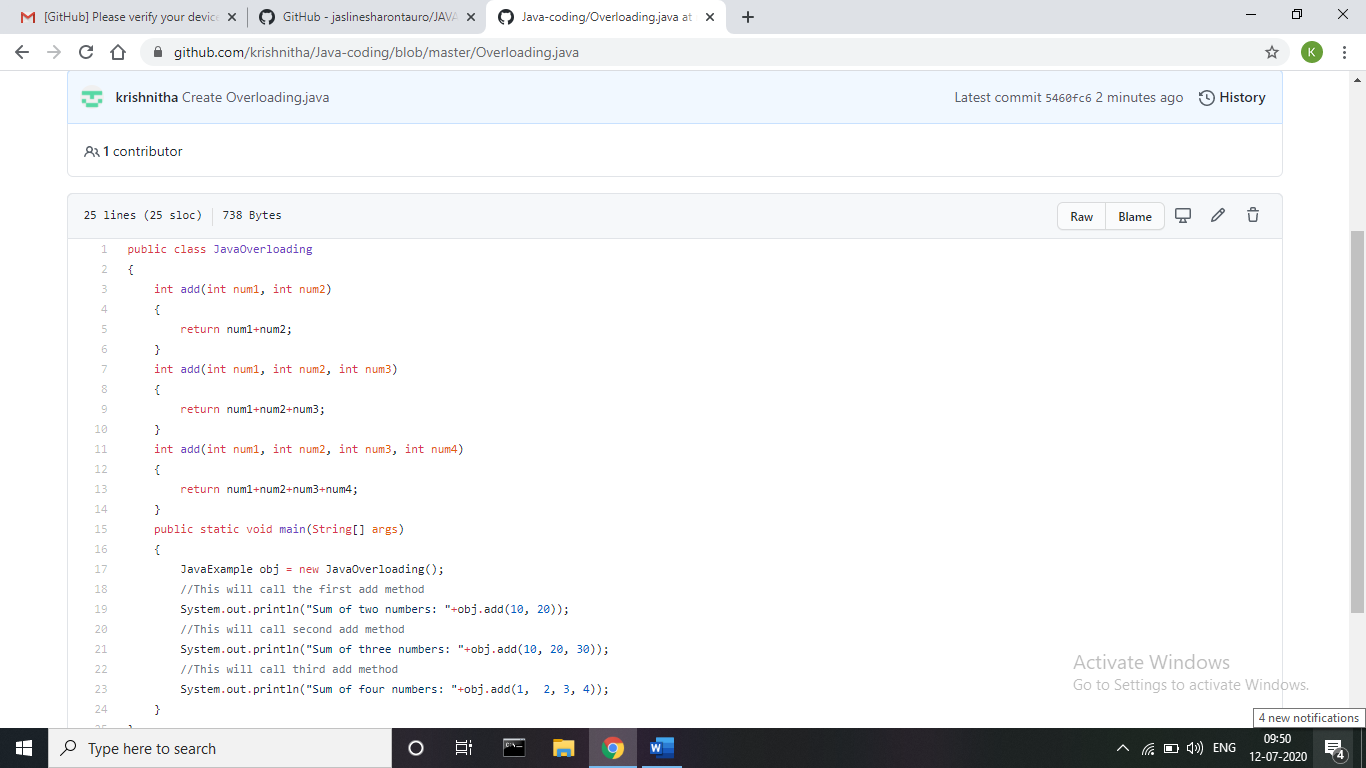 [GitHub] Please verify your device
GitHub - jaslinesharontauro/JAVA
Java-coding/Overloading.java at
github.com/krishnitha/Java-coding/blob/master/Overloading.java
K
krishnitha Create Overloading.java
Latest commit 5460fc6 2 minutes ago
History
1 contributor
25 lines (25 sloc) 738 Bytes
Raw Blame
1 public class JavaOverloading
2 {
3 int add(int num1, int num2)
4 {
5 return num1+num2;
6 }
7 int add(int num1, int num2, int num3)
8 {
9 return num1+num2+num3;
10 }
11 int add(int num1, int num2, int num3, int num4)
12 {
13 return num1+num2+num3+num4;
14 }
15 public static void main(String[] args)
16 {
17 JavaExample obj = new JavaOverloading();
18 //This will call the first add method
19 System.out.println("Sum of two numbers: "+obj.add(10, 20));
20 //This will call second add method
21 System.out.println("Sum of three numbers: "+obj.add(10, 20, 30));
22 //This will call third add method
23 System.out.println("Sum of four numbers: "+obj.add(1,  2, 3, 4));
24 }
25 }
Activate Windows
Go to Settings to activate Windows.
4 new notifications
Type here to search
ENG
09:50
12-07-2020
4